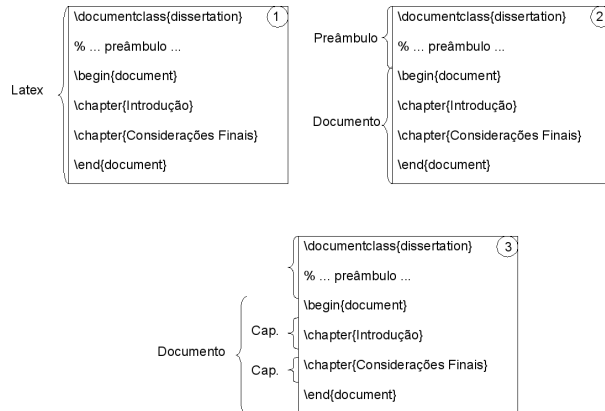 \documentclass{dissertation}
1
% ... preâmbulo ...
\begin{document}
Latex
\chapter{Introdução}
\chapter{Considerações Finais}
\end{document}
\documentclass{dissertation}
2
Preâmbulo
% ... preâmbulo ...
\begin{document}
\chapter{Introdução}
Documento
\chapter{Considerações Finais}
\end{document}
\documentclass{dissertation}
3
% ... preâmbulo ...
\begin{document}
Cap.
\chapter{Introdução}
Documento
Cap.
\chapter{Considerações Finais}
\end{document}